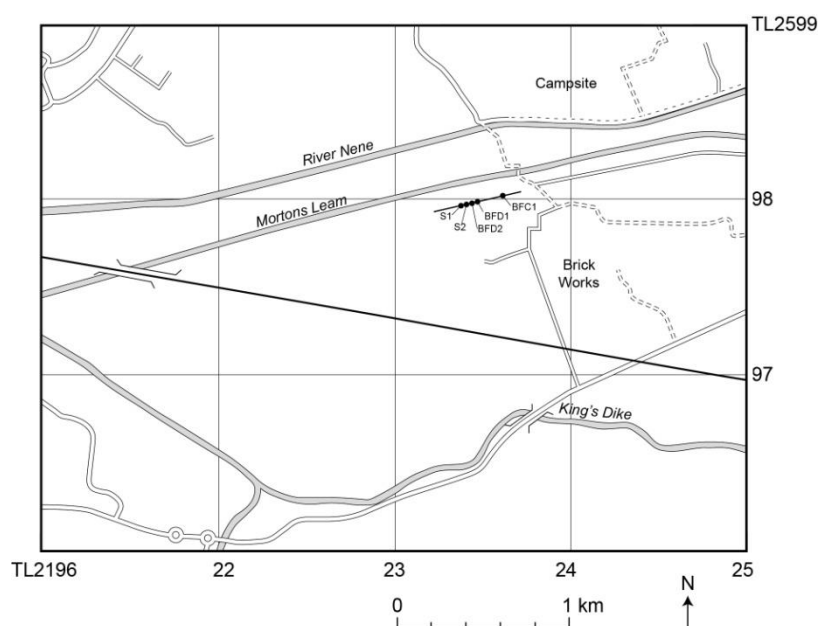 TL2599
Campsite
River Nene
98
Mortons Leam
S1
S2
BFD2
BFD1
BFC1
Brick
Works
97
King's Dike
TL2196
22
23
24
25
0
1 km
N